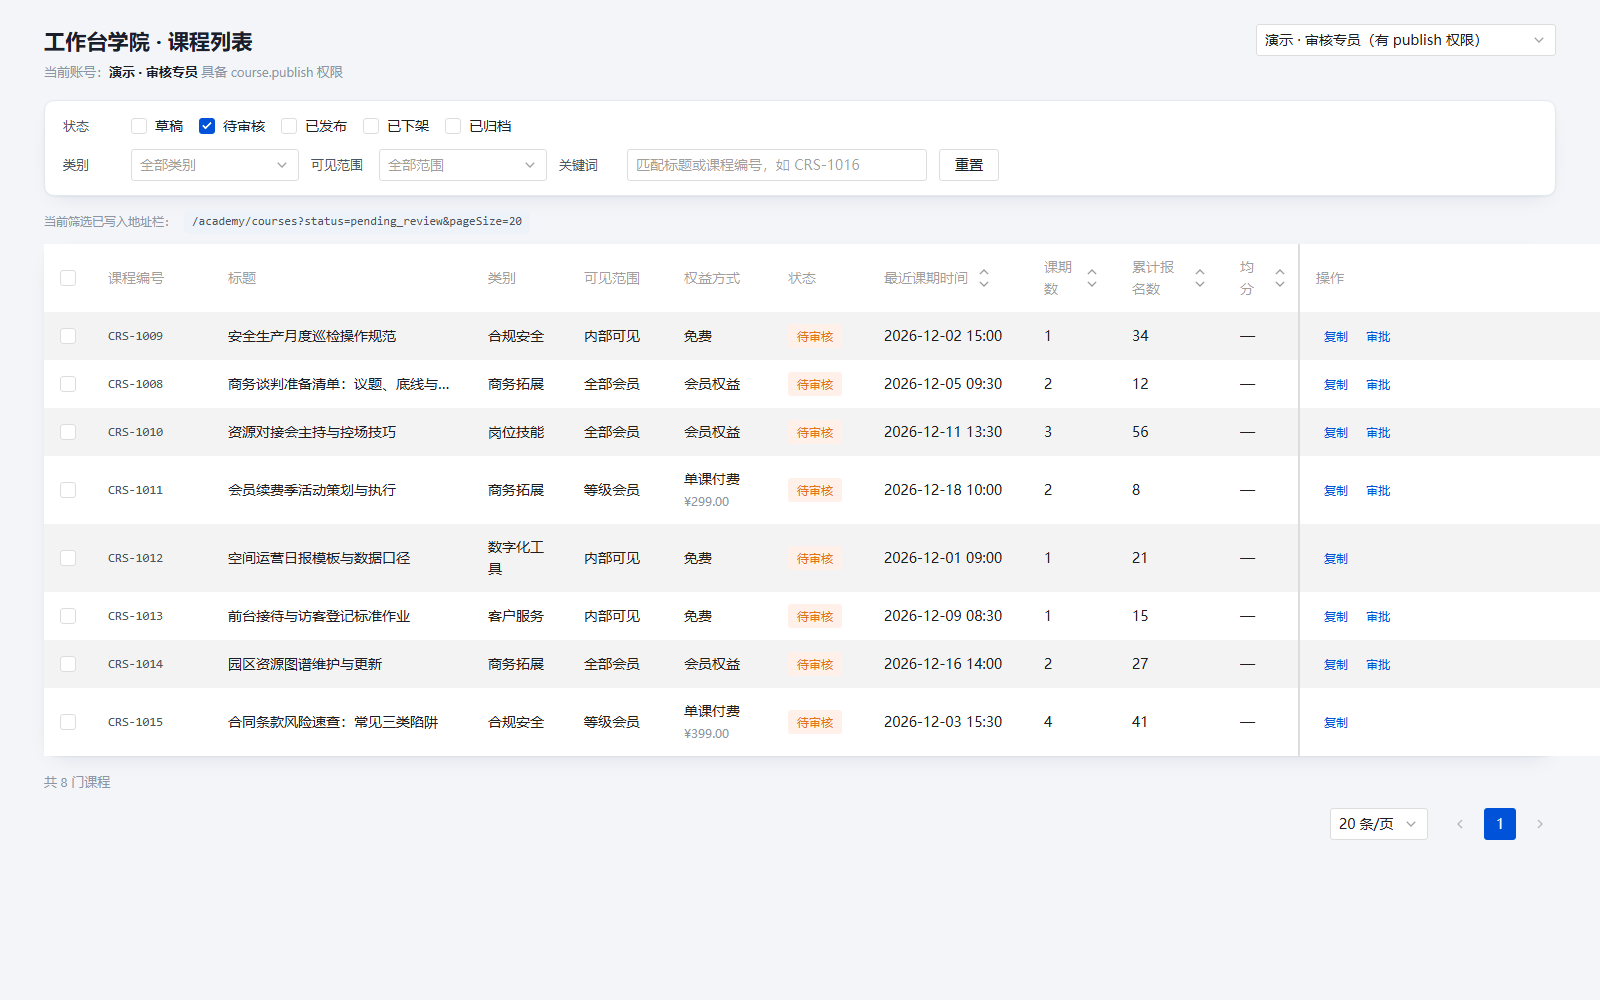 工作台学院 · 课程列表
演示 · 审核专员（有 publish 权限）
当前账号：演示 · 审核专员 具备 course.publish 权限
状态 草稿 待审核 已发布 已下架 已归档
类别 全部类别 可见范围 全部范围 关键词 匹配标题或课程编号，如 CRS-1016 重置
当前筛选已写入地址栏： /academy/courses?status=pending_review&pageSize=20
课程编号 标题 类别 可见范围 权益方式 状态 最近课期时间 课期数 累计报名数 均分 操作
CRS-1009 安全生产月度巡检操作规范 合规安全 内部可见 免费 待审核 2026-12-02 15:00 1 34 — 复制 审批
CRS-1008 商务谈判准备清单：议题、底线与... 商务拓展 全部会员 会员权益 待审核 2026-12-05 09:30 2 12 — 复制 审批
CRS-1010 资源对接会主持与控场技巧 岗位技能 全部会员 会员权益 待审核 2026-12-11 13:30 3 56 — 复制 审批
CRS-1011 会员续费季活动策划与执行 商务拓展 等级会员 单课付费 ¥299.00 待审核 2026-12-18 10:00 2 8 — 复制 审批
CRS-1012 空间运营日报模板与数据口径 数字化工具 内部可见 免费 待审核 2026-12-01 09:00 1 21 — 复制
CRS-1013 前台接待与访客登记标准作业 客户服务 内部可见 免费 待审核 2026-12-09 08:30 1 15 — 复制 审批
CRS-1014 园区资源图谱维护与更新 商务拓展 全部会员 会员权益 待审核 2026-12-16 14:00 2 27 — 复制 审批
CRS-1015 合同条款风险速查：常见三类陷阱 合规安全 等级会员 单课付费 ¥399.00 待审核 2026-12-03 15:30 4 41 — 复制
共 8 门课程
20 条/页 1